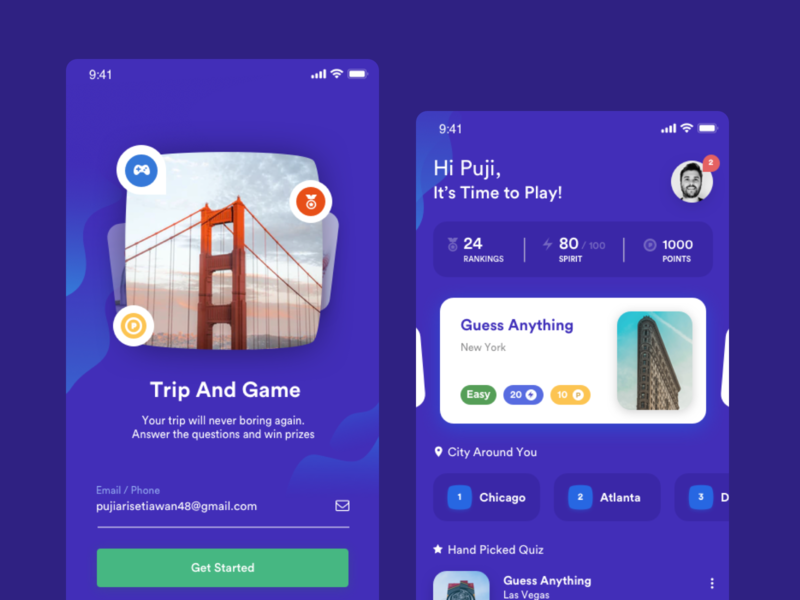 9:41
Trip And Game
Your trip will never boring again.
Answer the questions and win prizes
Email / Phone
pujiarisetiawan48@gmail.com
Get Started
9:41
Hi Puji,
It's Time to Play!
2
24
RANKINGS
80 / 100
SPIRIT
1000
POINTS
Guess Anything
New York
Easy
20
10 P
City Around You
1 Chicago
2 Atlanta
3 D
Hand Picked Quiz
Guess Anything
Las Vegas